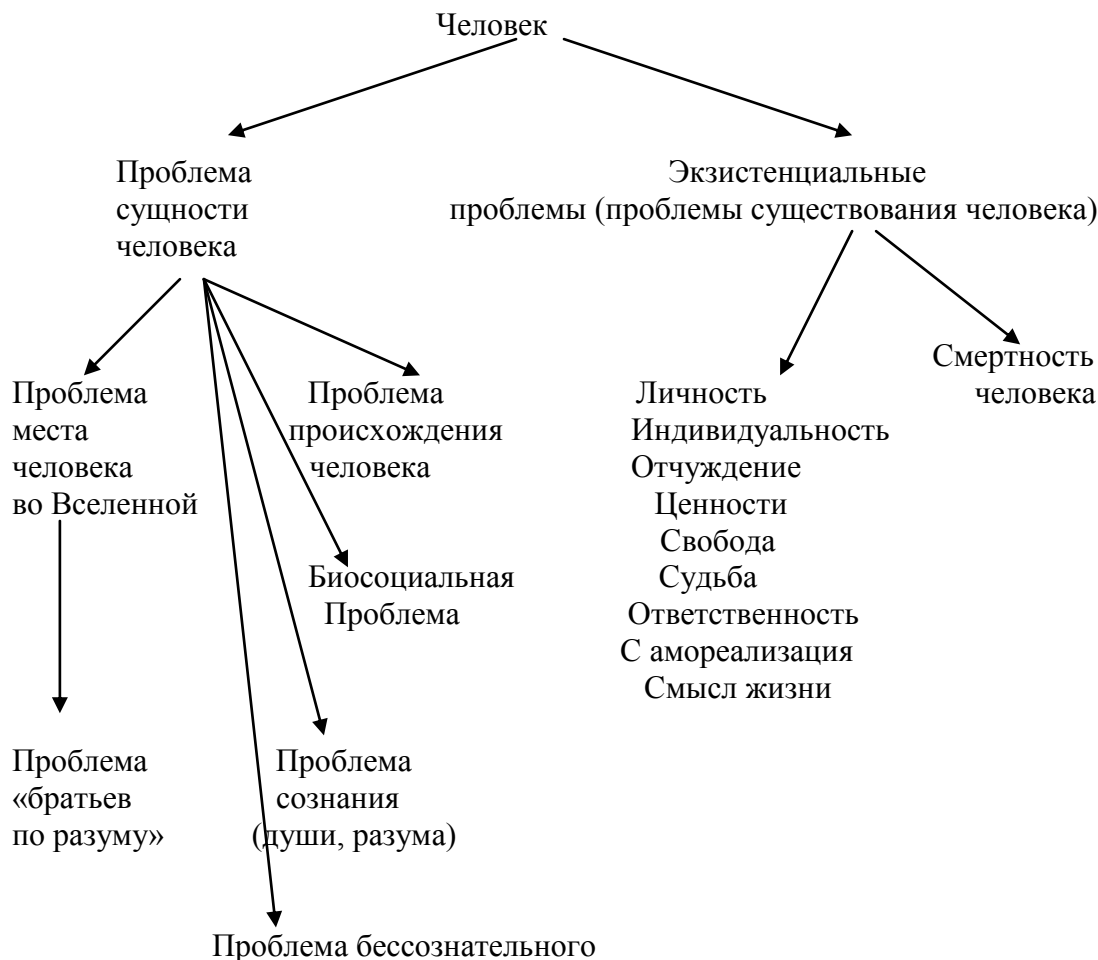 Человек
Проблема
сущности
человека
Экзистенциальные
проблемы (проблемы существования человека)
Проблема
места
человека
во Вселенной
Проблема
происхождения
человека
Личность
Индивидуальность
Отчуждение
Ценности
Свобода
Судьба
Ответственность
С амореализация
Смысл жизни
Смертность
человека
Биосоциальная
Проблема
Проблема
«братьев
по разуму»
Проблема
сознания
(души, разума)
Проблема бессознательного